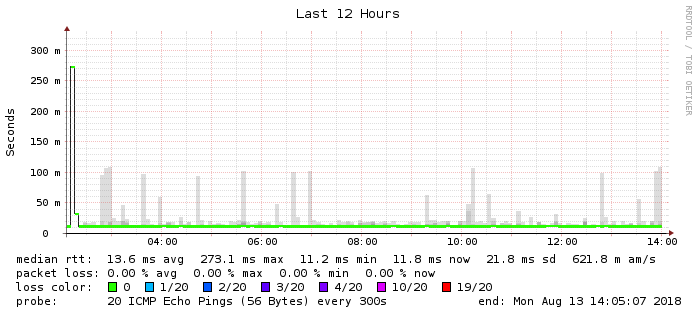 Last 12 Hours
RRDTOOL / TOBI OETIKER
Seconds
300 m
250 m
200 m
150 m
100 m
50 m
0
04:00 06:00 08:00 10:00 12:00 14:00
median rtt: 13.6 ms avg 273.1 ms max 11.2 ms min 11.8 ms now 21.8 ms sd 621.8 m am/s
packet loss: 0.00 % avg 0.00 % max 0.00 % min 0.00 % now
loss color: 0 1/20 2/20 3/20 4/20 10/20 19/20
probe: 20 ICMP Echo Pings (56 Bytes) every 300s end: Mon Aug 13 14:05:07 2018